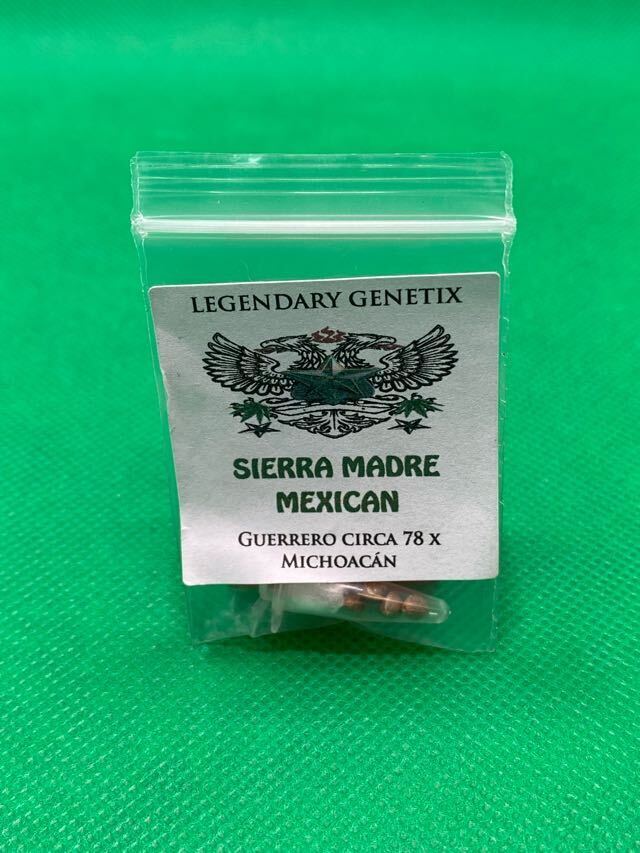 LEGENDARY GENETIX
SIERRA MADRE
MEXICAN
GUERRERO CIRCA 78 X
MICHOACÁN